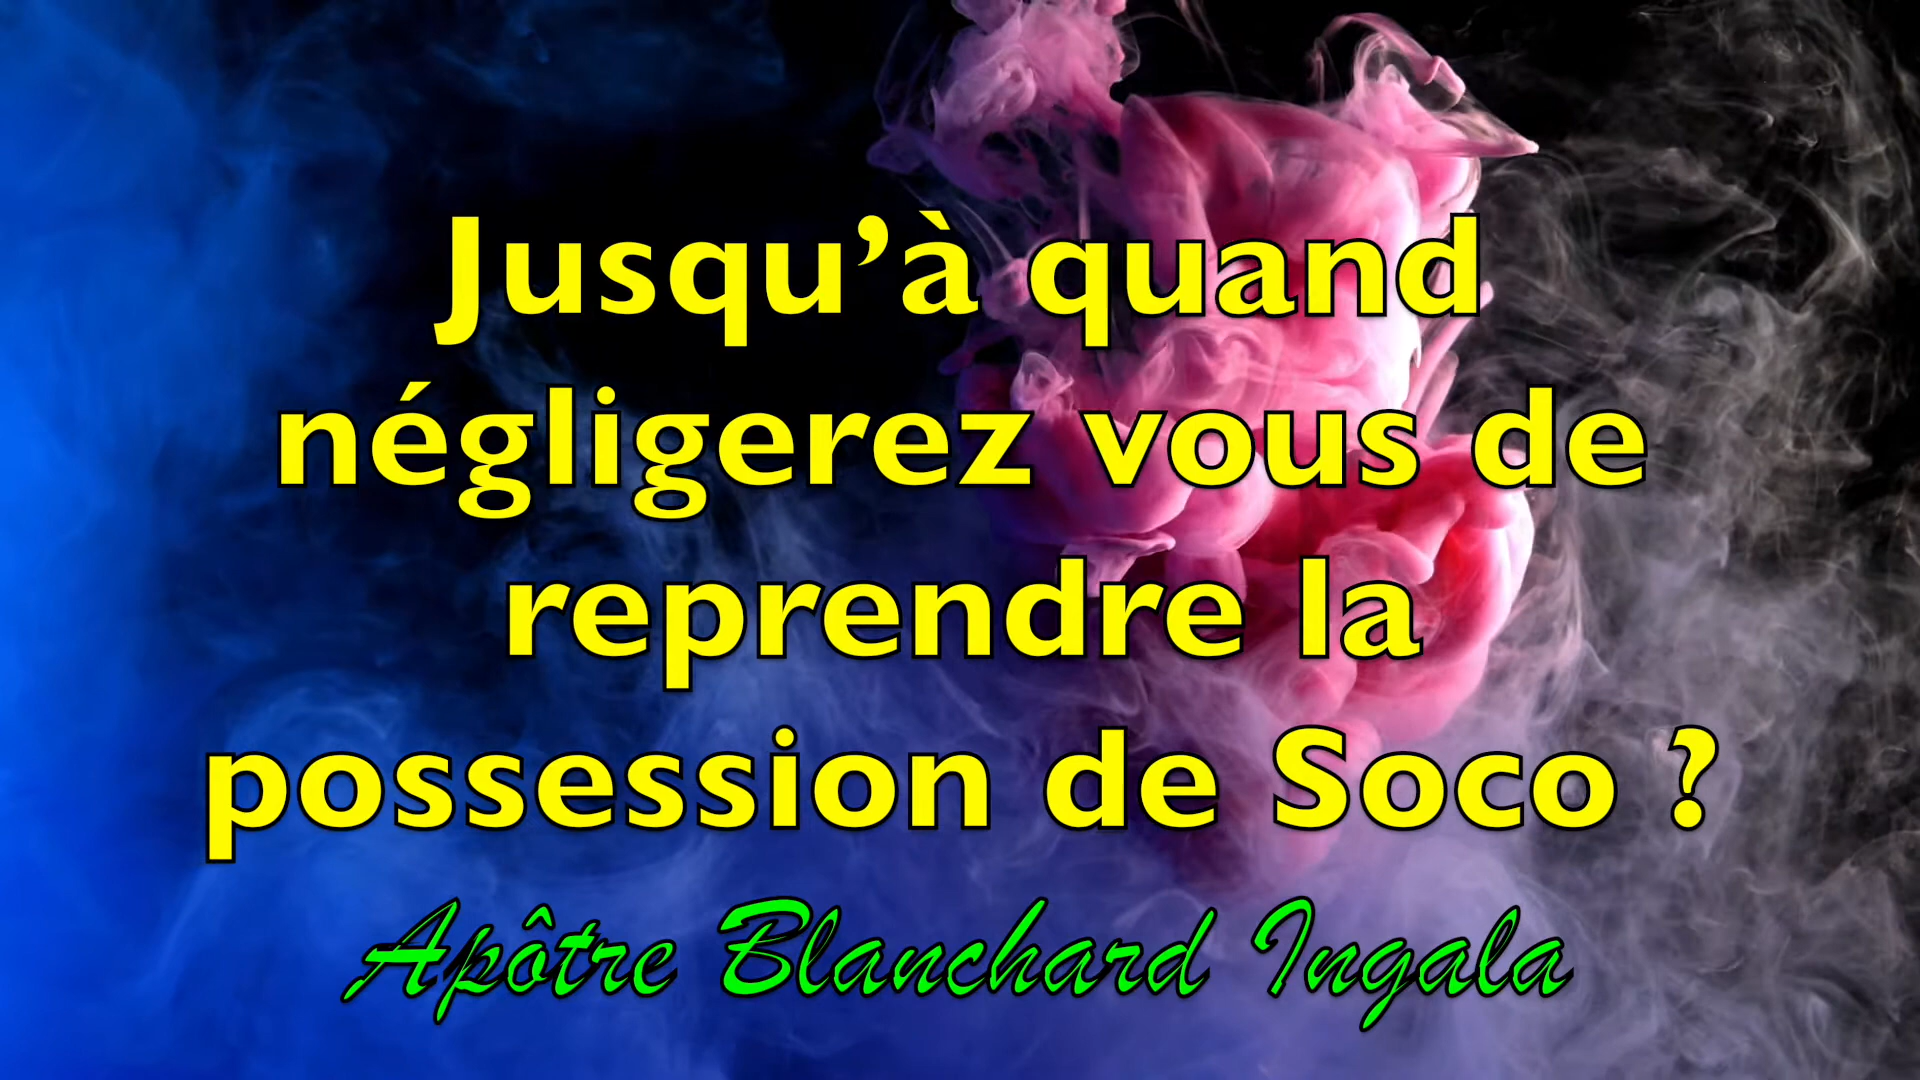 Jusqu’à quand
négligerez vous de
reprendre la
possession de Soco ?
Apôtre Blanchard Ingala